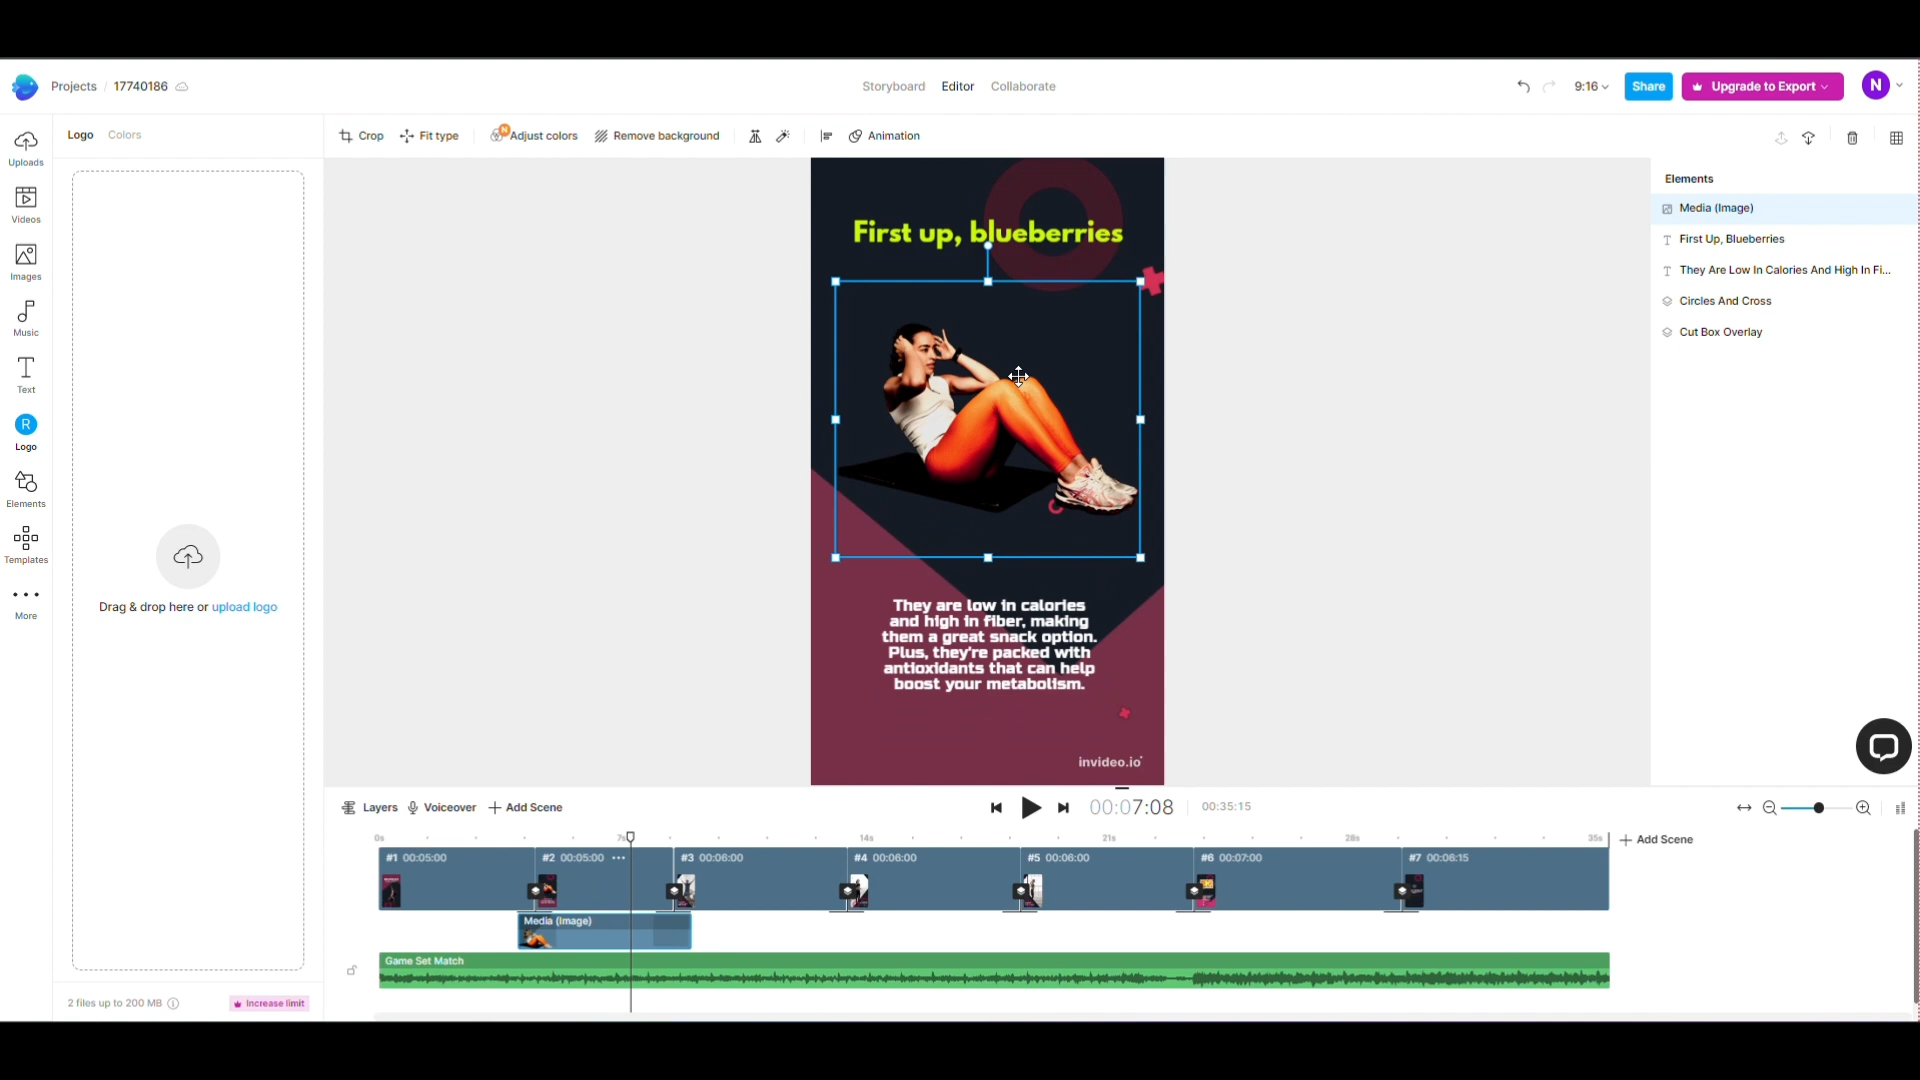 Projects / 17740186
Storyboard Editor Collaborate
9:16
Share
Upgrade to Export
N
Uploads
Videos
Images
Music
Text
R
Logo
Elements
Templates
More
Logo Colors
Drag & drop here or upload logo
2 files up to 200 MB
Increase limit
Crop Fit type N Adjust colors Remove background Animation
First up, blueberries
They are low in calories
and high in fiber, making
them a great snack option.
Plus, they're packed with
antioxidants that can help
boost your metabolism.
invideo.io
Elements
Media (Image)
First Up, Blueberries
They Are Low In Calories And High In Fi...
Circles And Cross
Cut Box Overlay
Layers Voiceover + Add Scene
00:07:08 00:35:15
0s 7s 14s 21s 28s 35s
+ Add Scene
#1 00:05:00 #2 00:05:00 ••• #3 00:06:00 #4 00:06:00 #5 00:06:00 #6 00:07:00 #7 00:06:15
Media (Image)
Game Set Match